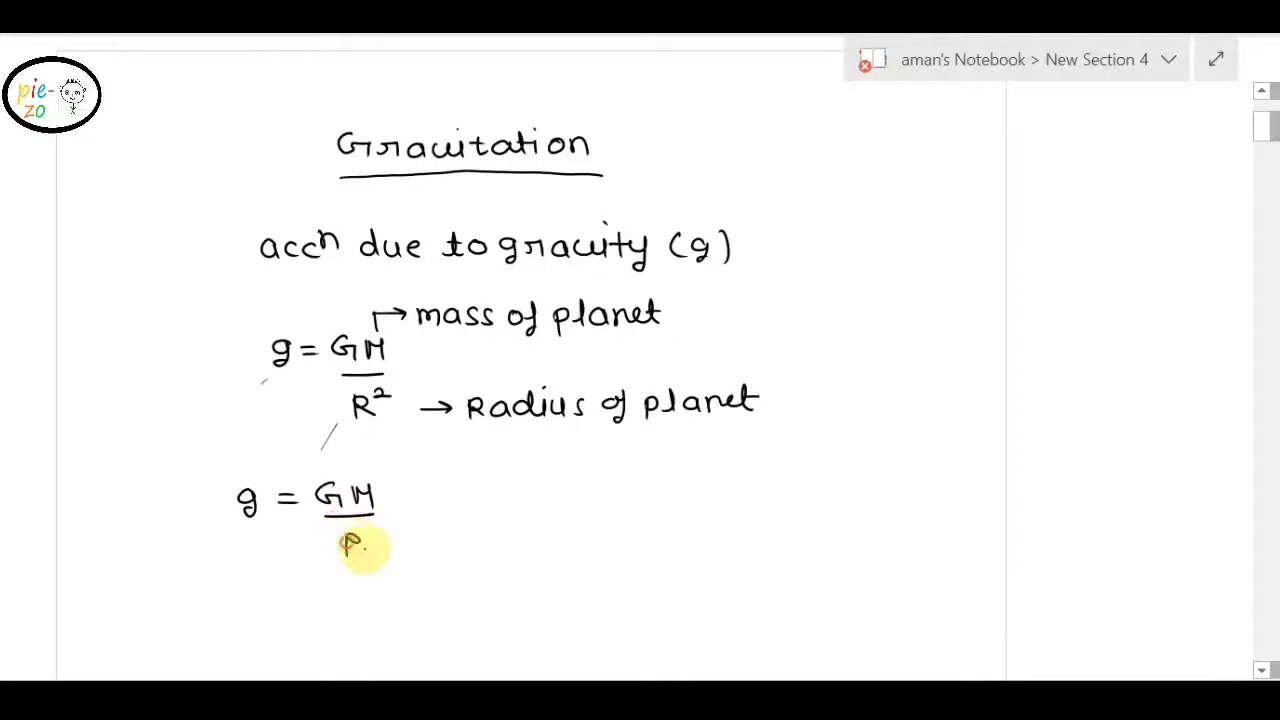 pie-
zo
aman's Notebook > New Section 4
Gravitation
accn due to gravity (g)
→ mass of planet
g = GM
R² → Radius of planet
g = GM